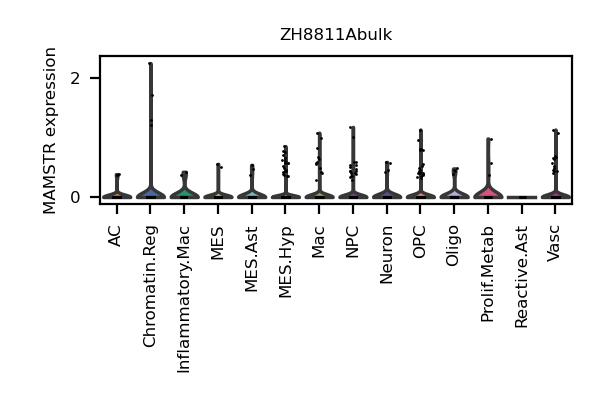 ZH8811Abulk
MAMSTR expression
2
0
AC
Chromatin.Reg
Inflammatory.Mac
MES
MES.Ast
MES.Hyp
Mac
NPC
Neuron
OPC
Oligo
Prolif.Metab
Reactive.Ast
Vasc